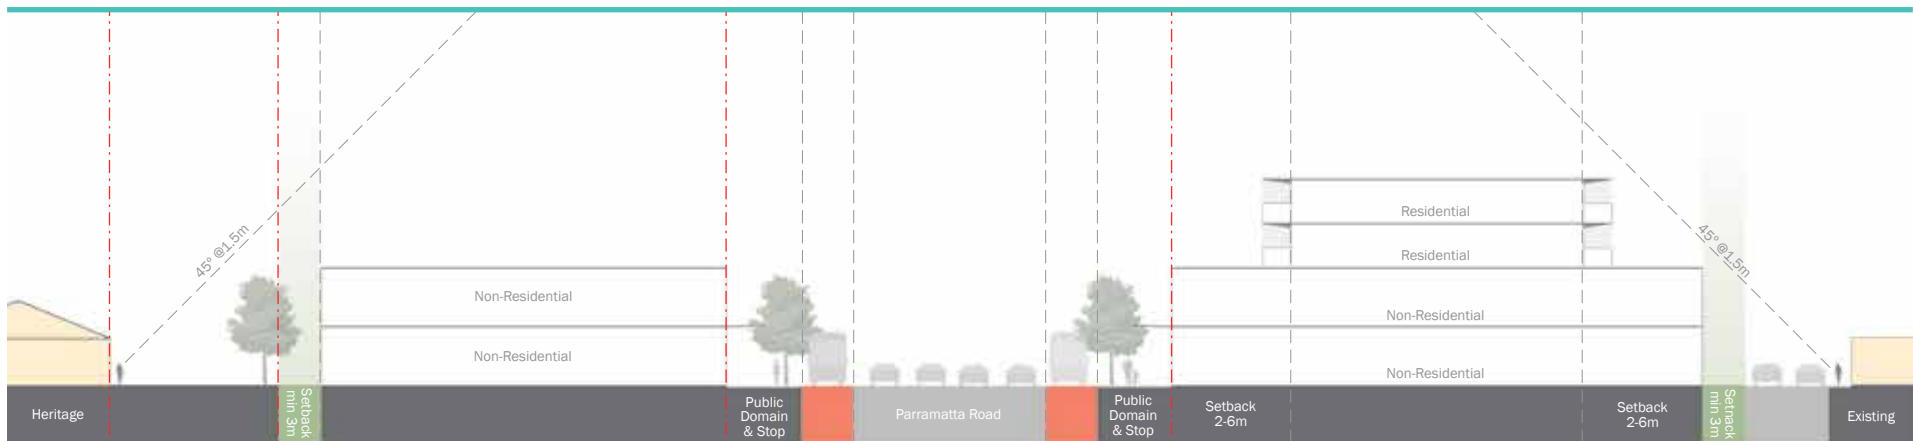 45° @1.5m
45° @1.5m
Residential
Residential
Non-Residential
Non-Residential
Non-Residential
Non-Residential
Heritage
Setback
min 3m
Public
Domain
& Stop
Parramatta Road
Public
Domain
& Stop
Setback
2-6m
Setback
2-6m
Setnack
min 3m
Existing